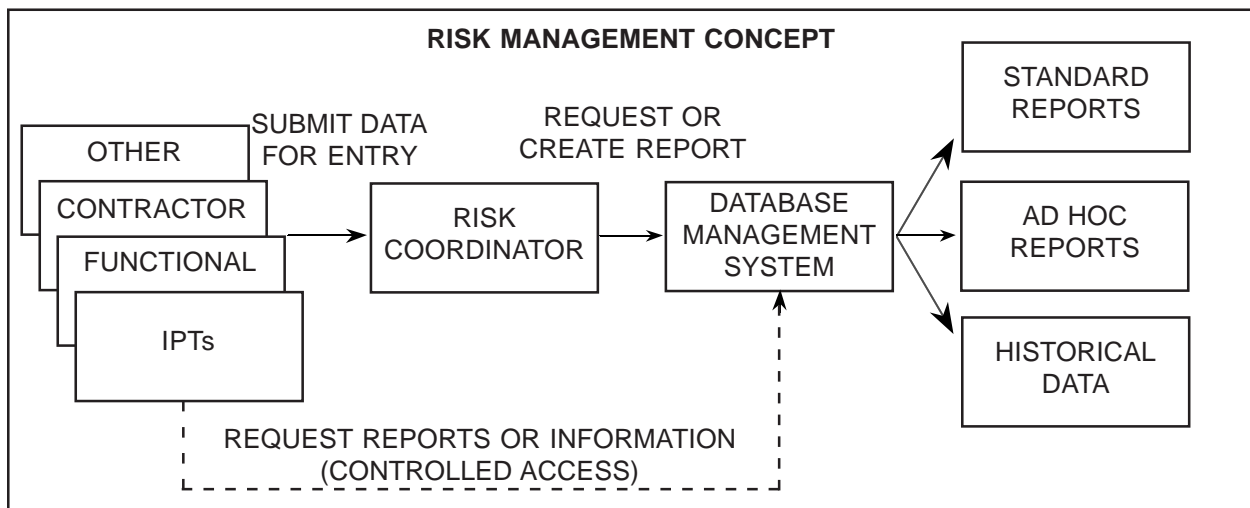 RISK MANAGEMENT CONCEPT
OTHER
CONTRACTOR
FUNCTIONAL
IPTs
SUBMIT DATA
FOR ENTRY
RISK
COORDINATOR
REQUEST OR
CREATE REPORT
DATABASE
MANAGEMENT
SYSTEM
STANDARD
REPORTS
AD HOC
REPORTS
HISTORICAL
DATA
REQUEST REPORTS OR INFORMATION
(CONTROLLED ACCESS)